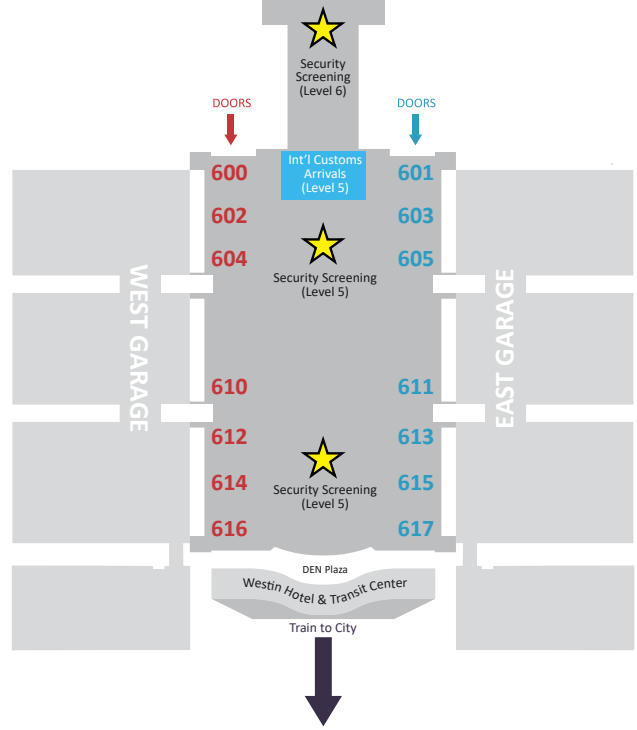 Security
Screening
(Level 6)
DOORS
DOORS
Int'l Customs
Arrivals
(Level 5)
600
601
602
603
604
605
Security Screening
(Level 5)
WEST GARAGE
EAST GARAGE
610
611
612
613
614
615
Security Screening
(Level 5)
616
617
DEN Plaza
Westin Hotel & Transit Center
Train to City